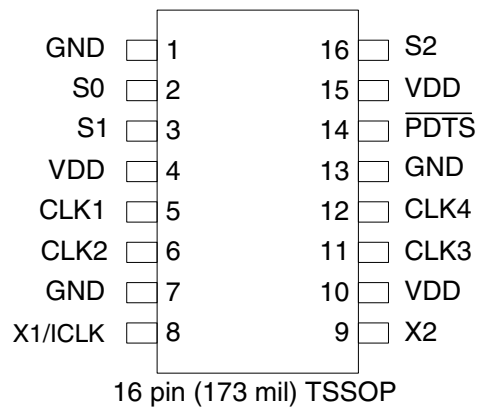 GND 1 16 S2
S0 2 15 VDD
S1 3 14 PDTS
VDD 4 13 GND
CLK1 5 12 CLK4
CLK2 6 11 CLK3
GND 7 10 VDD
X1/ICLK 8 9 X2
16 pin (173 mil) TSSOP